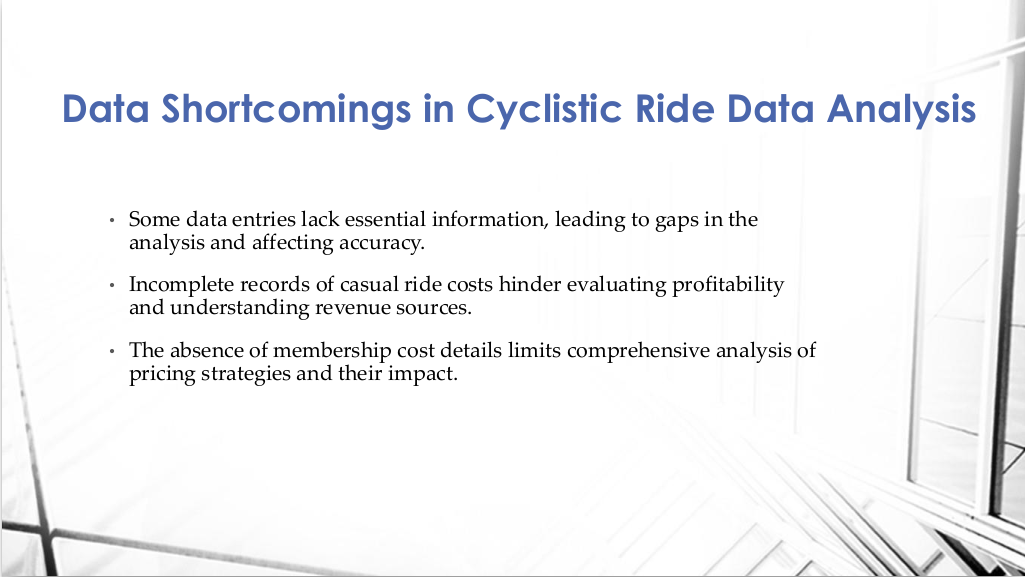 Data Shortcomings in Cyclistic Ride Data Analysis
• Some data entries lack essential information, leading to gaps in the
analysis and affecting accuracy.
• Incomplete records of casual ride costs hinder evaluating profitability
and understanding revenue sources.
• The absence of membership cost details limits comprehensive analysis of
pricing strategies and their impact.